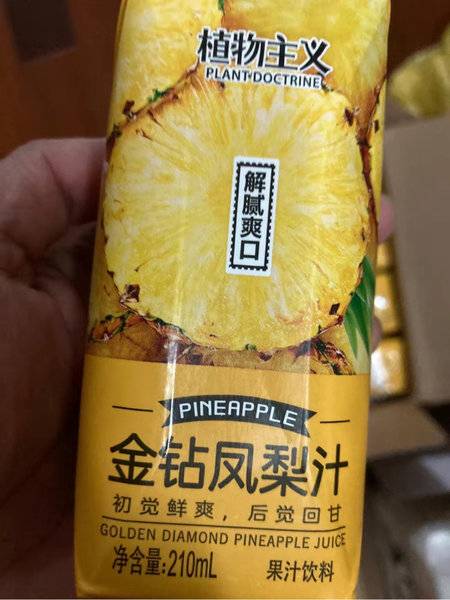 植物主义
PLANT DOCTRINE
解腻爽口
PINEAPPLE
金钻凤梨汁
初觉鲜爽，后觉回甘
GOLDEN DIAMOND PINEAPPLE JUICE
净含量:210mL 果汁饮料